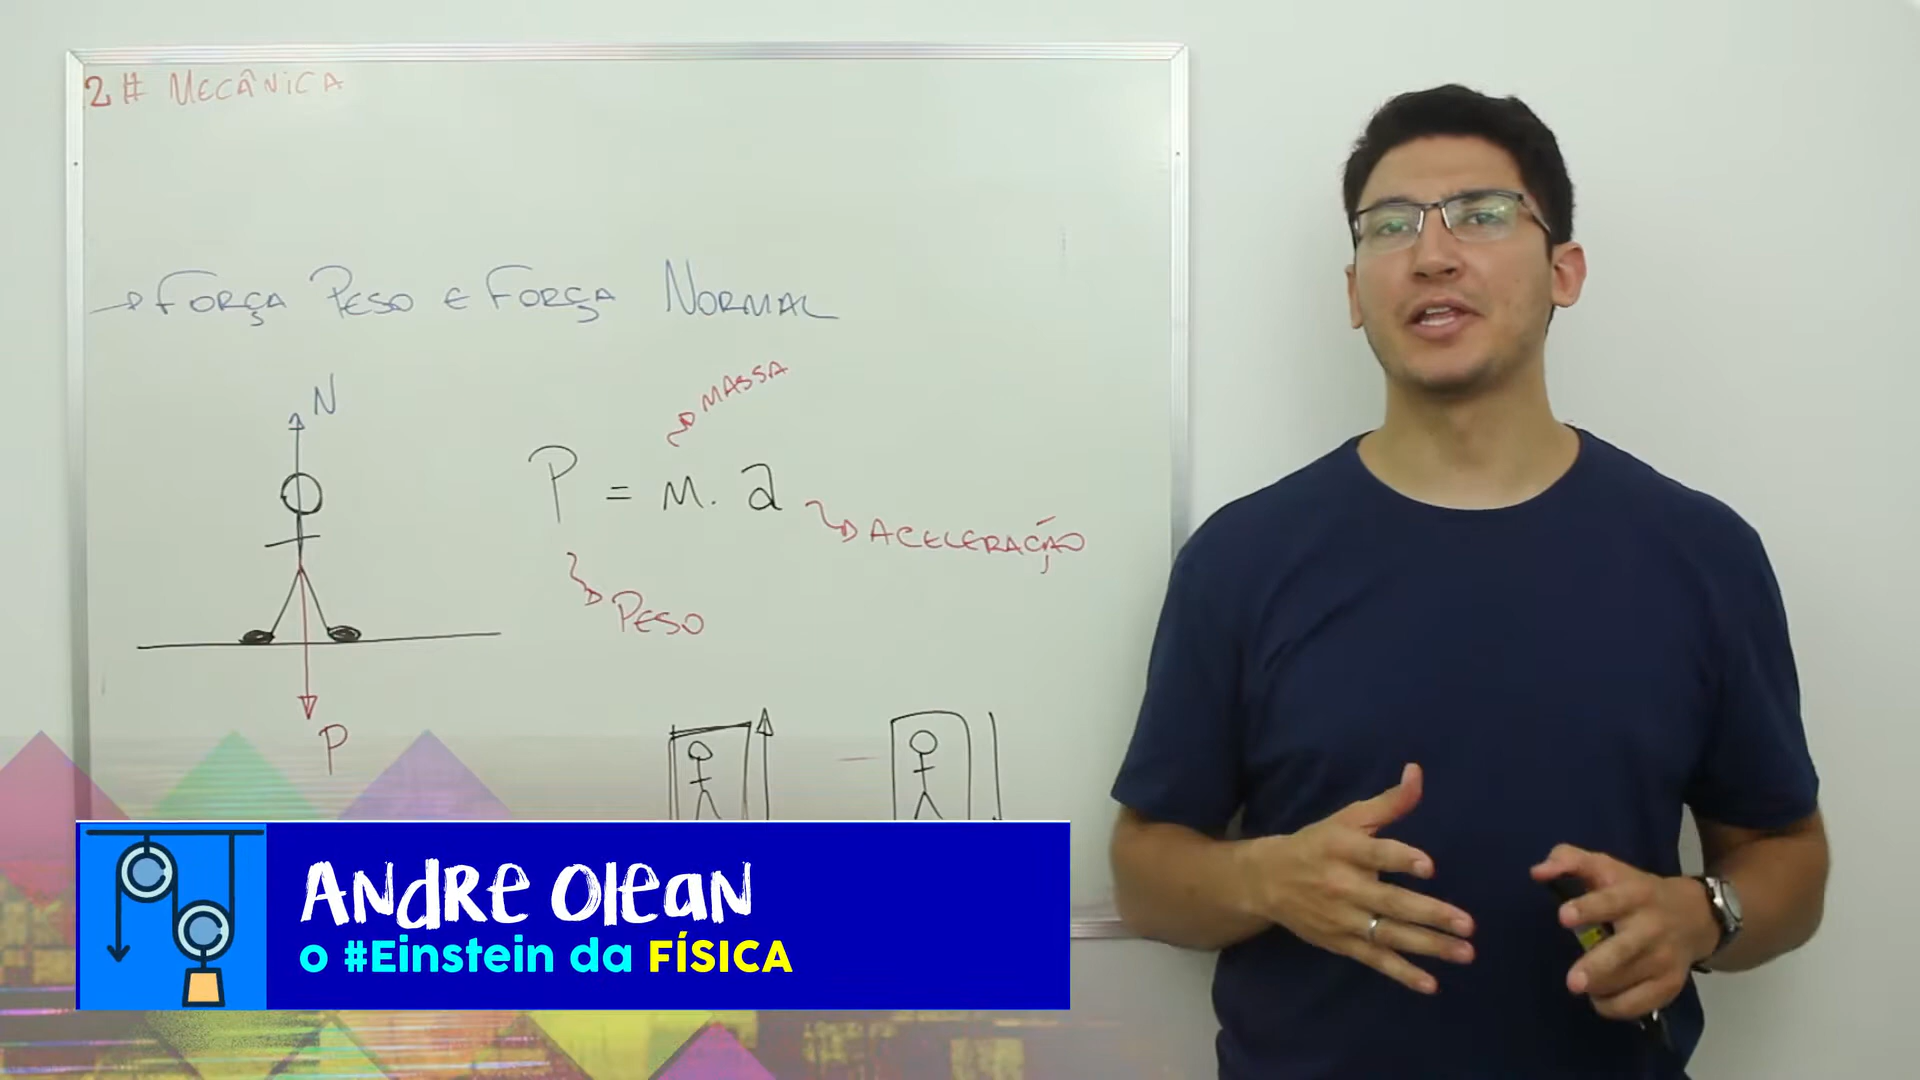 2# MECÂNICA
→ FORÇA PESO E FORÇA NORMAL
N
MASSA
P = m. a
ACELERAÇÃO
PESO
P
ANDRE OLEAN
o #Einstein da FÍSICA